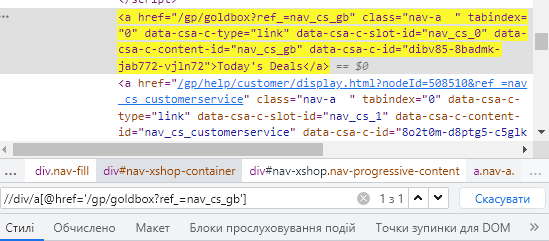 </script>
<a href="/gp/goldbox?ref_=nav_cs_gb" class="nav-a  " tabindex=
"0" data-csa-c-type="link" data-csa-c-slot-id="nav_cs_0" data-
csa-c-content-id="nav_cs_gb" data-csa-c-id="dibv85-8badmk-
jab772-vjln72">Today's Deals</a> == $0
<a href="/gp/help/customer/display.html?nodeId=508510&ref_=nav_
cs_customerservice" class="nav-a  " tabindex="0" data-csa-c-
type="link" data-csa-c-slot-id="nav_cs_1" data-csa-c-content-
id="nav_cs_customerservice" data-csa-c-id="8o2t0m-d8ptg5-c5glk
... div.nav-fill div#nav-xshop-container div#nav-xshop.nav-progressive-content a.nav-a. ...
//div/a[@href='/gp/goldbox?ref_=nav_cs_gb'] 1 з 1 Скасувати
Стилі Обчислено Макет Блоки прослуховування подій Точки зупинки для DOM »